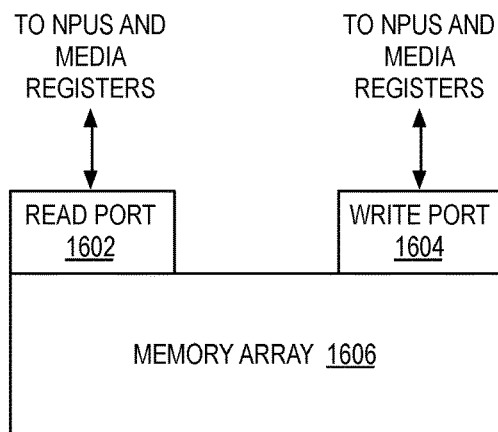 TO NPUS AND
MEDIA
REGISTERS
TO NPUS AND
MEDIA
REGISTERS
READ PORT
1602
WRITE PORT
1604
MEMORY ARRAY 1606